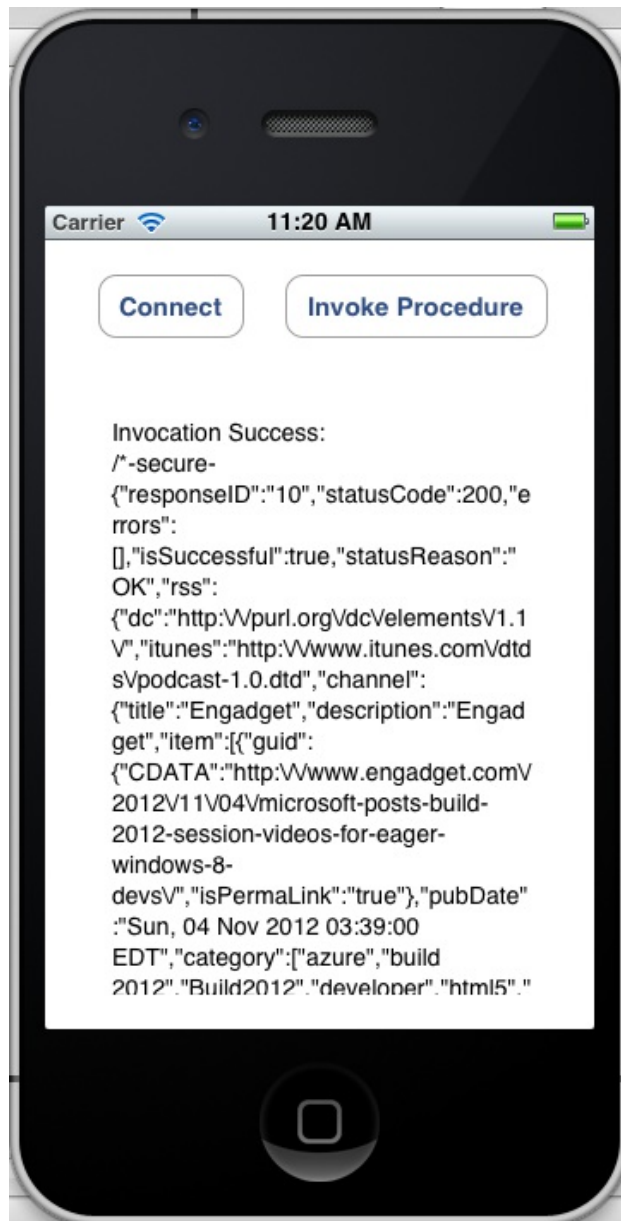 Carrier 11:20 AM
Connect Invoke Procedure
Invocation Success:
/*-secure-
{"responseID":"10","statusCode":200,"e
rrors":
[],"isSuccessful":true,"statusReason":"
OK","rss":
{"dc":"http:\/\/purl.org\/dc\/elements\/1.1
\/","itunes":"http:\/\/www.itunes.com\/dtd
s\/podcast-1.0.dtd","channel":
{"title":"Engadget","description":"Engad
get","item":[{"guid":
{"CDATA":"http:\/\/www.engadget.com\/
2012\/11\/04\/microsoft-posts-build-
2012-session-videos-for-eager-
windows-8-
devs\/","isPermaLink":"true"},"pubDate"
:"Sun, 04 Nov 2012 03:39:00
EDT","category":["azure","build
2012","Build2012","developer","html5","